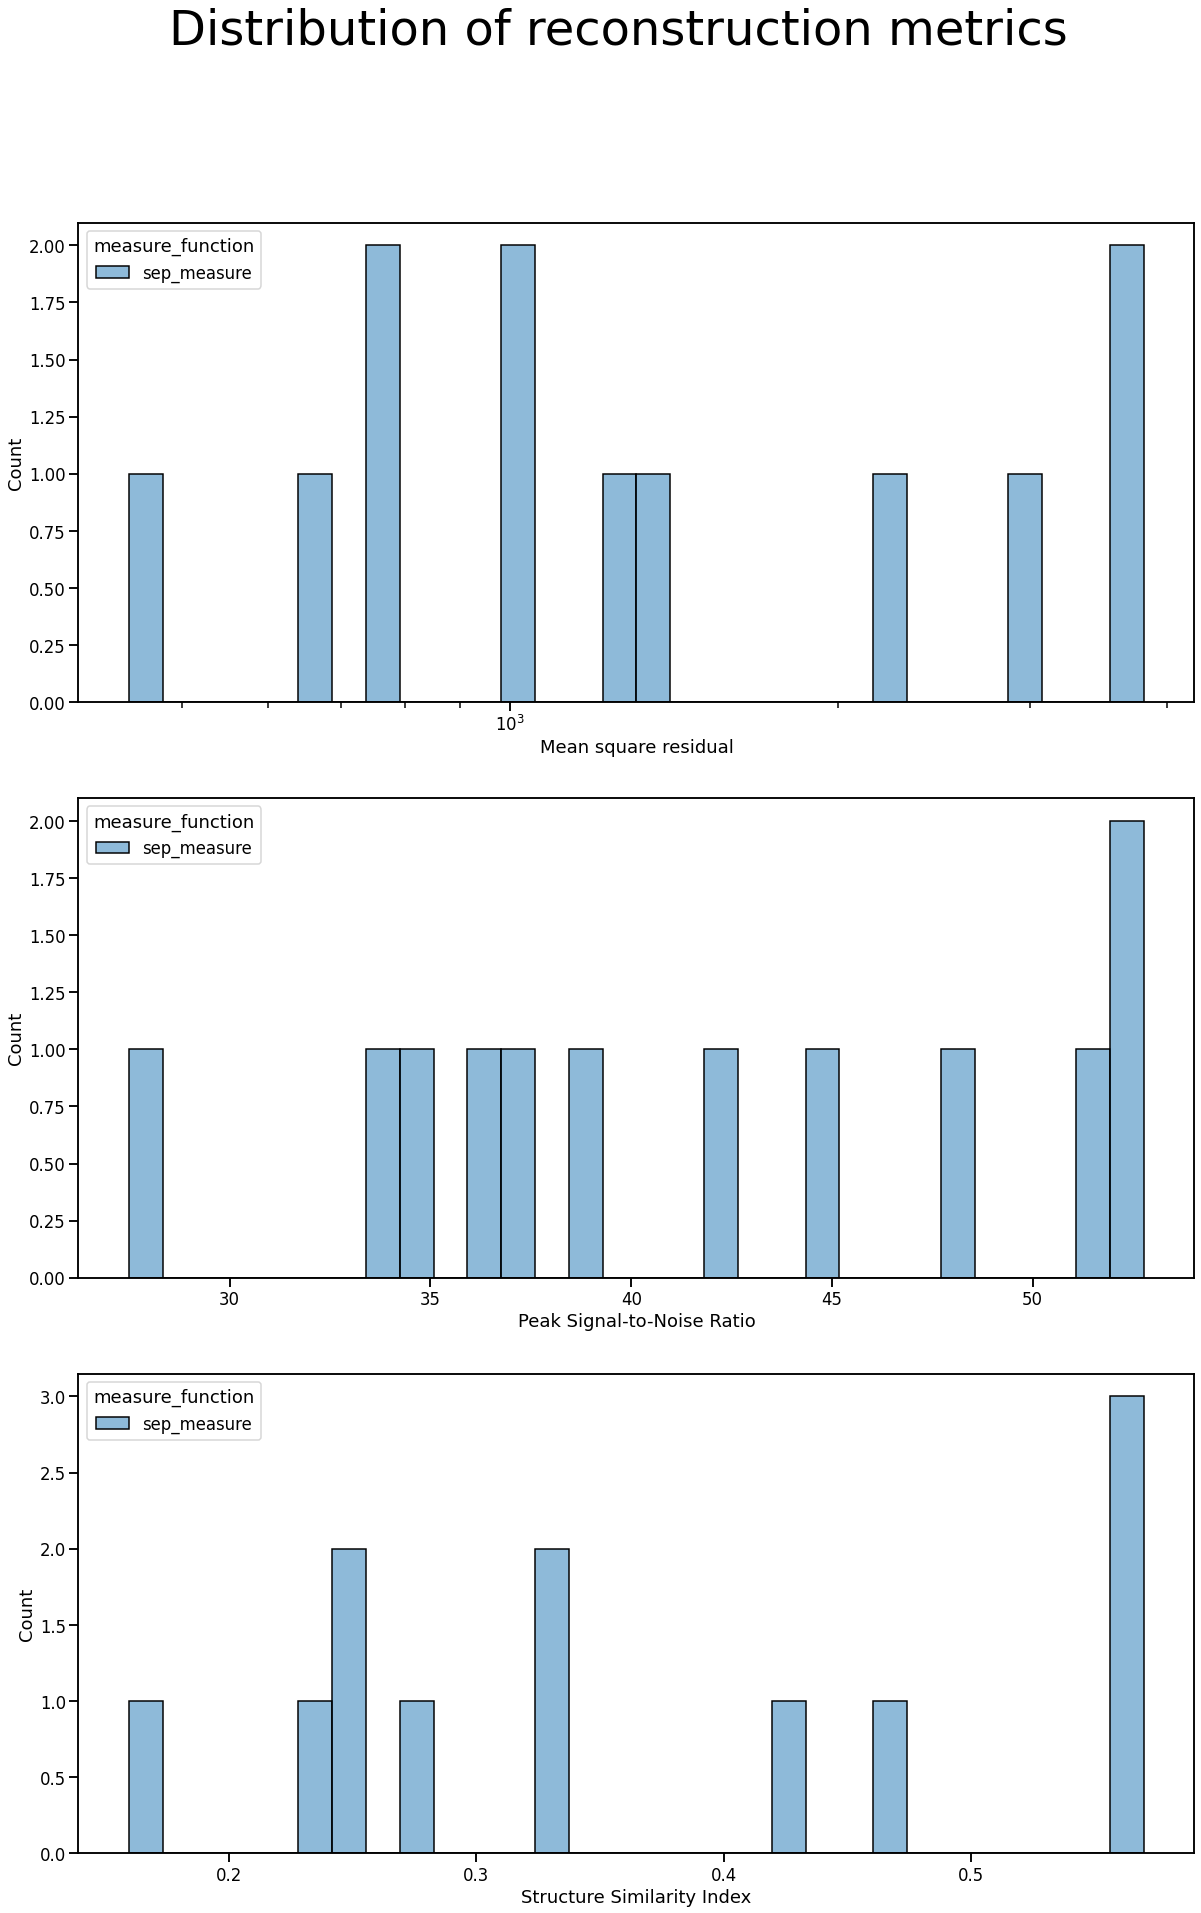 Distribution of reconstruction metrics
measure_function
sep_measure
2.00
1.75
1.50
1.25
1.00
0.75
0.50
0.25
0.00
Count
10³
Mean square residual
measure_function
sep_measure
2.00
1.75
1.50
1.25
1.00
0.75
0.50
0.25
0.00
Count
30 35 40 45 50
Peak Signal-to-Noise Ratio
measure_function
sep_measure
3.0
2.5
2.0
1.5
1.0
0.5
0.0
Count
0.2 0.3 0.4 0.5
Structure Similarity Index